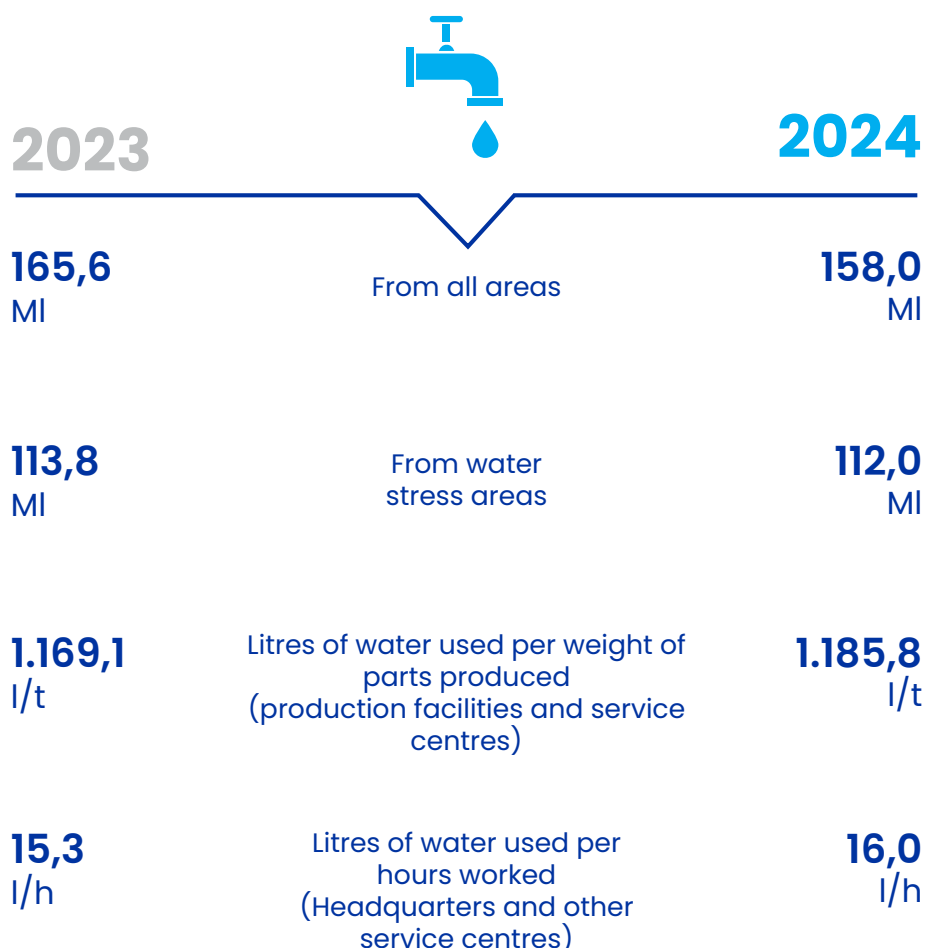 2023
2024
165,6
Ml
From all areas
158,0
Ml
113,8
Ml
From water
stress areas
112,0
Ml
1.169,1
l/t
Litres of water used per weight of
parts produced
(production facilities and service
centres)
1.185,8
l/t
15,3
l/h
Litres of water used per
hours worked
(Headquarters and other
service centres)
16,0
l/h